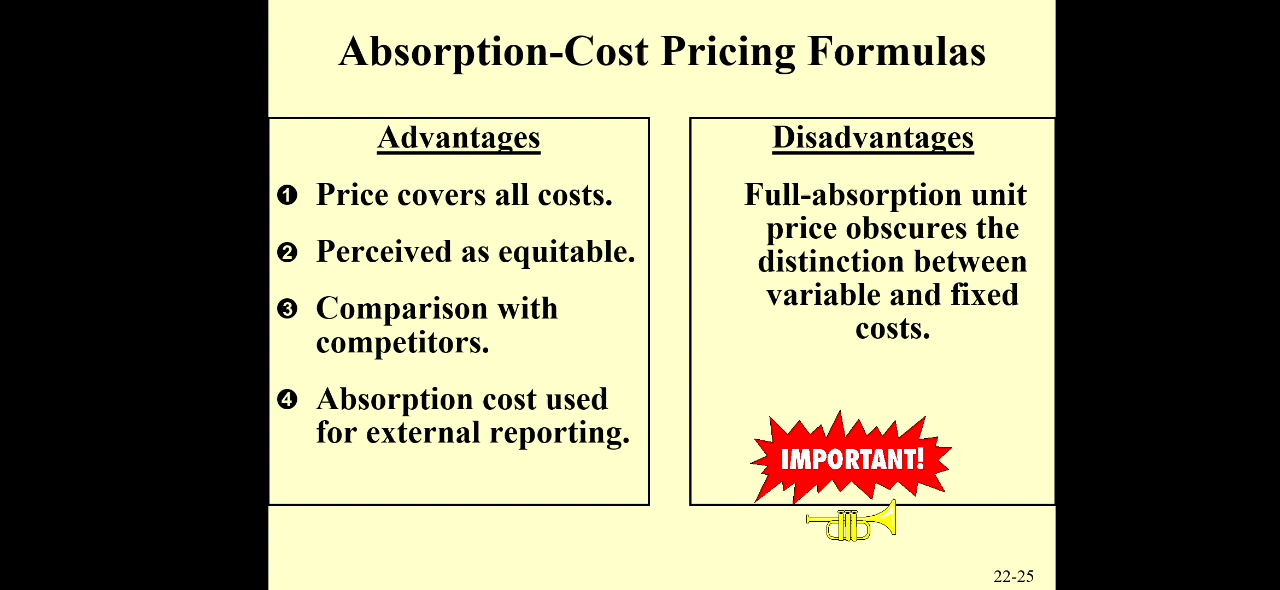 Absorption-Cost Pricing Formulas
Advantages
❶ Price covers all costs.
❷ Perceived as equitable.
❸ Comparison with
competitors.
❹ Absorption cost used
for external reporting.
Disadvantages
Full-absorption unit
price obscures the
distinction between
variable and fixed
costs.
IMPORTANT!
22-25